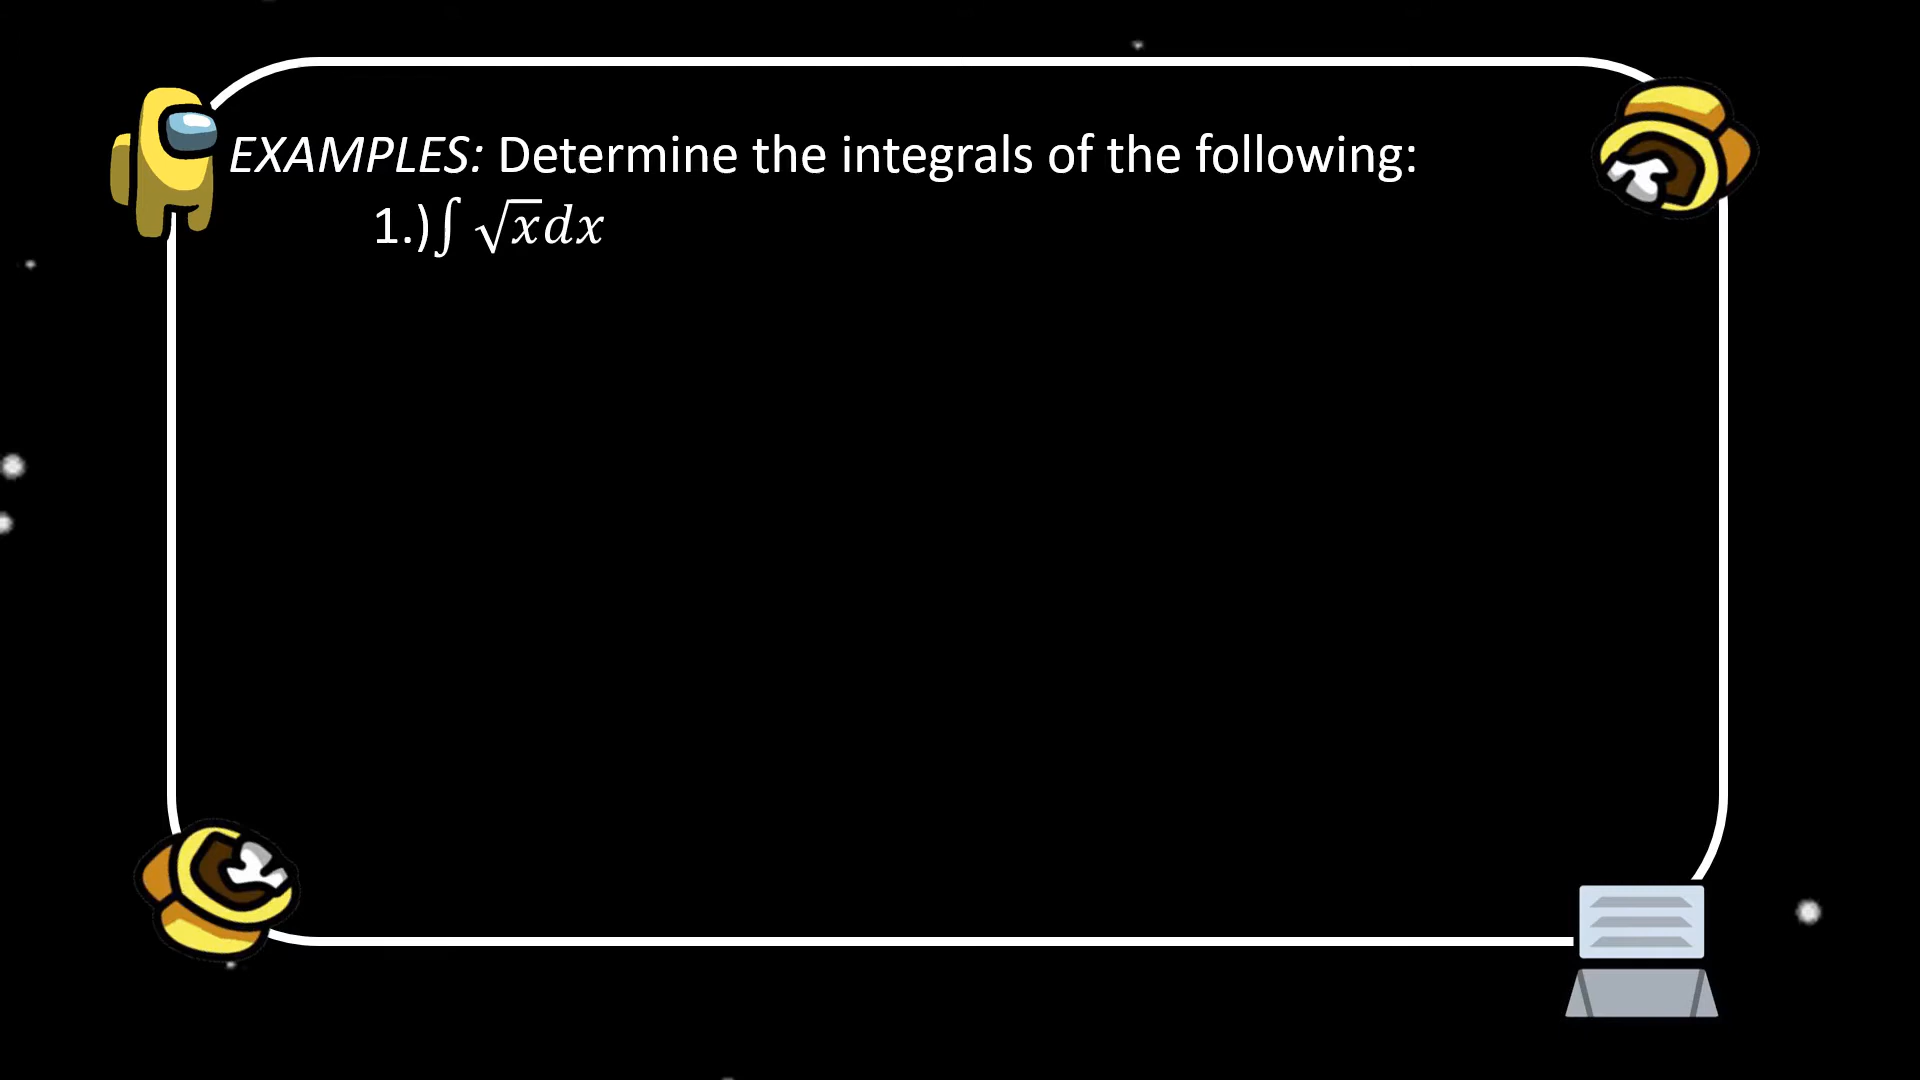 EXAMPLES: Determine the integrals of the following:
1.)∫ √x dx